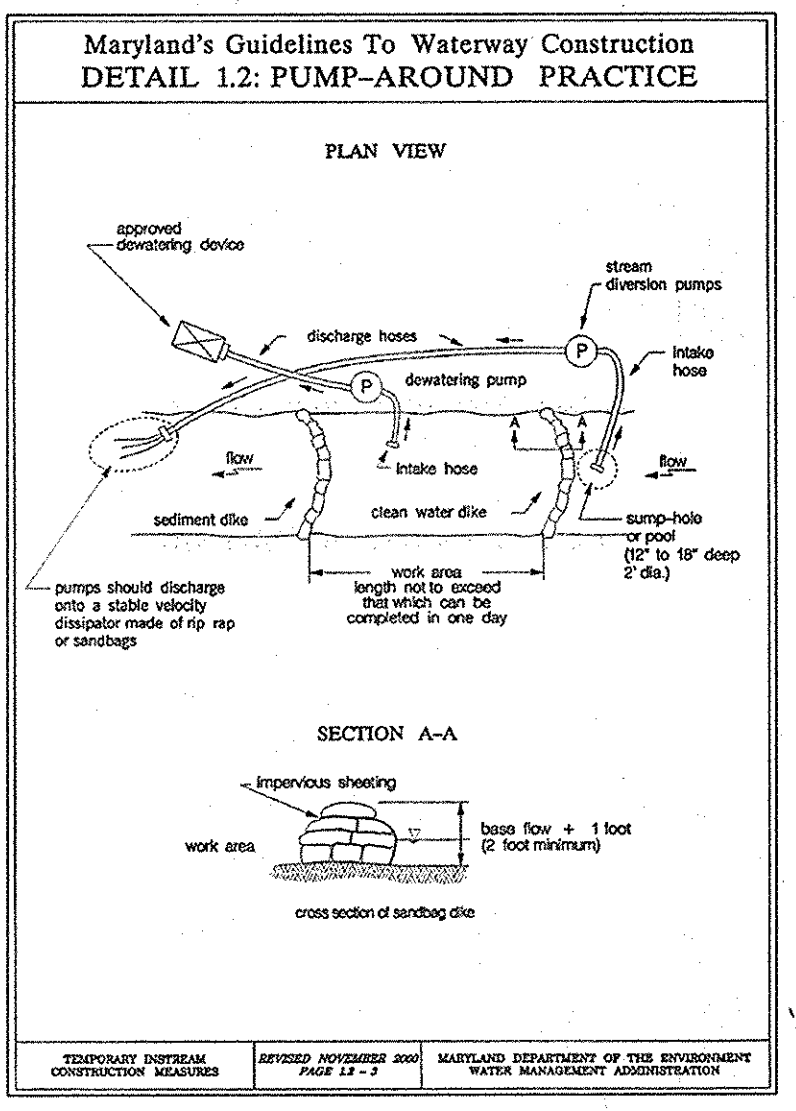 Maryland's Guidelines To Waterway Construction
DETAIL 1.2: PUMP-AROUND PRACTICE
PLAN VIEW
approved
dewatering device
stream
diversion pumps
discharge hoses
P
intake
hose
P
dewatering pump
A
A
flow
intake hose
flow
sediment dike
clean water dike
sump-hole
or pool
(12" to 18" deep
2' dia.)
work area
length not to exceed
that which can be
completed in one day
pumps should discharge
onto a stable velocity
dissipator made of rip rap
or sandbags
SECTION A-A
impervious sheeting
work area
base flow + 1 foot
(2 foot minimum)
cross section of sandbag dike
TEMPORARY INSTREAM
CONSTRUCTION MEASURES
REVISED NOVEMBER 2000
PAGE 1.2 - 3
MARYLAND DEPARTMENT OF THE ENVIRONMENT
WATER MANAGEMENT ADMINISTRATION